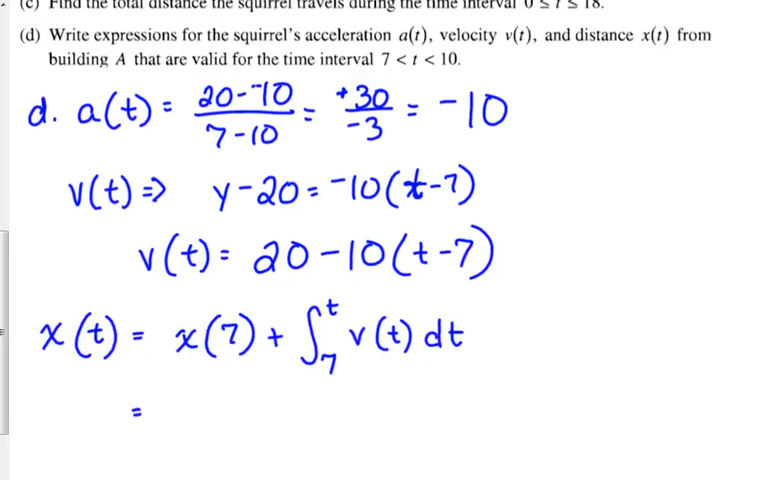 (c) Find the total distance the squirrel travels during the time interval 0 ≤ t ≤ 18.
(d) Write expressions for the squirrel's acceleration a(t), velocity v(t), and distance x(t) from
building A that are valid for the time interval 7 < t < 10.
d. a(t) = (20 - -10)/(7 - 10) = +30/-3 = -10
v(t) ⇒ y - 20 = -10(t - 7)
v(t) = 20 - 10(t - 7)
x(t) = x(7) + ∫₇ᵗ v(t) dt
=